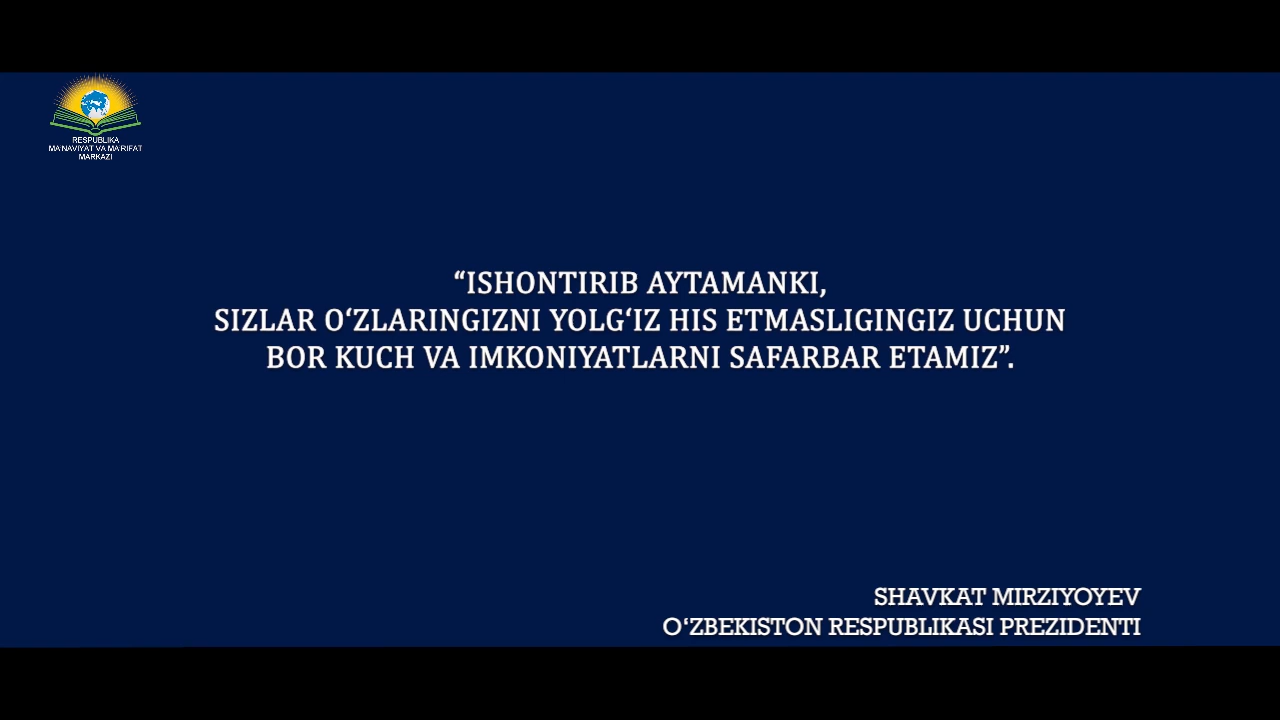 RESPUBLIKA
MA'NAVIYAT VA MA'RIFAT
MARKAZI
“ISHONTIRIB AYTAMANKI,
SIZLAR O‘ZLARINGIZNI YOLG‘IZ HIS ETMASLIGINGIZ UCHUN
BOR KUCH VA IMKONIYATLARNI SAFARBAR ETAMIZ”.
SHAVKAT MIRZIYOYEV
O‘ZBEKISTON RESPUBLIKASI PREZIDENTI